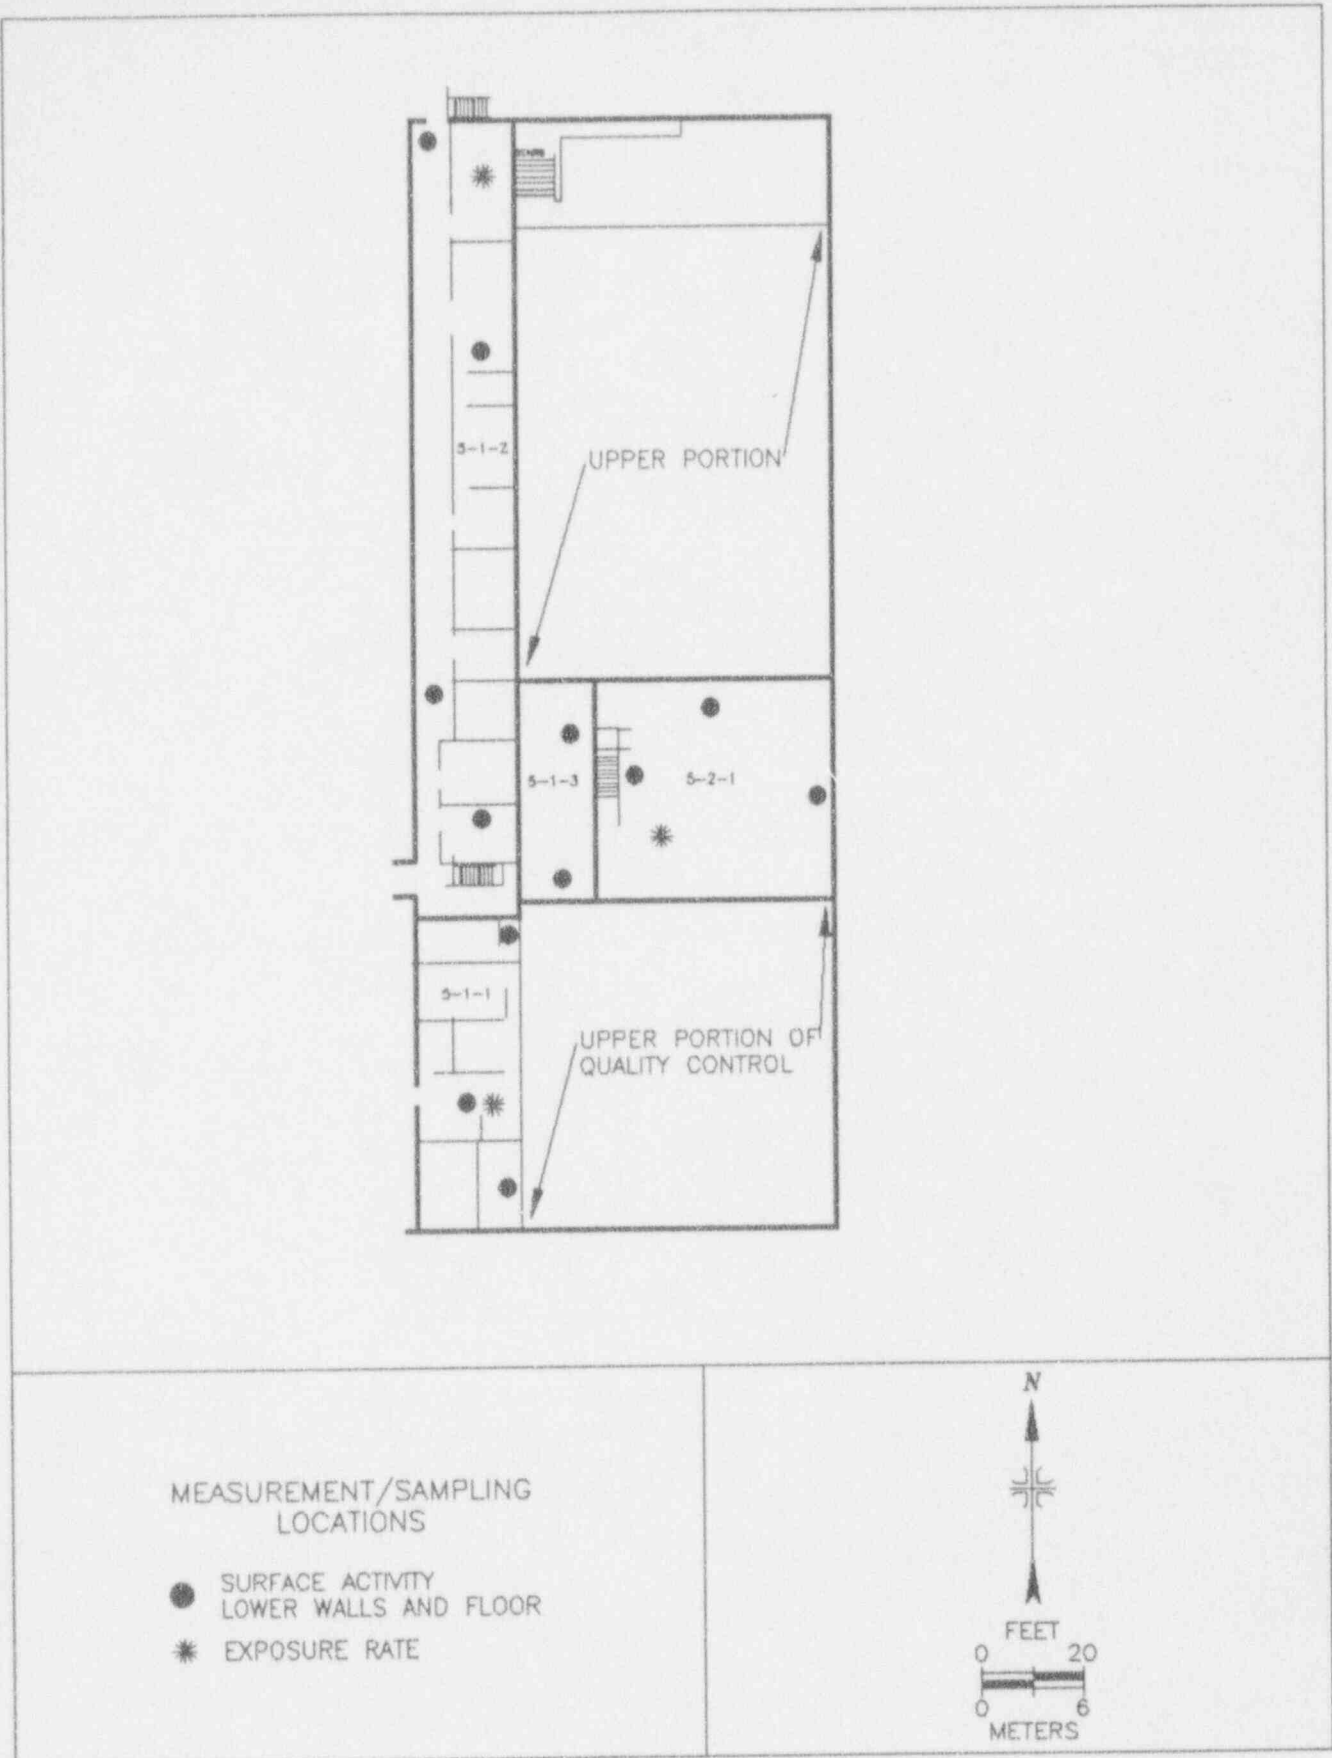 5-1-2
UPPER PORTION
5-1-3
5-2-1
5-1-1
UPPER PORTION OF
QUALITY CONTROL
MEASUREMENT/SAMPLING
LOCATIONS
SURFACE ACTIVITY
LOWER WALLS AND FLOOR
EXPOSURE RATE
N
FEET
0 20
0 6
METERS